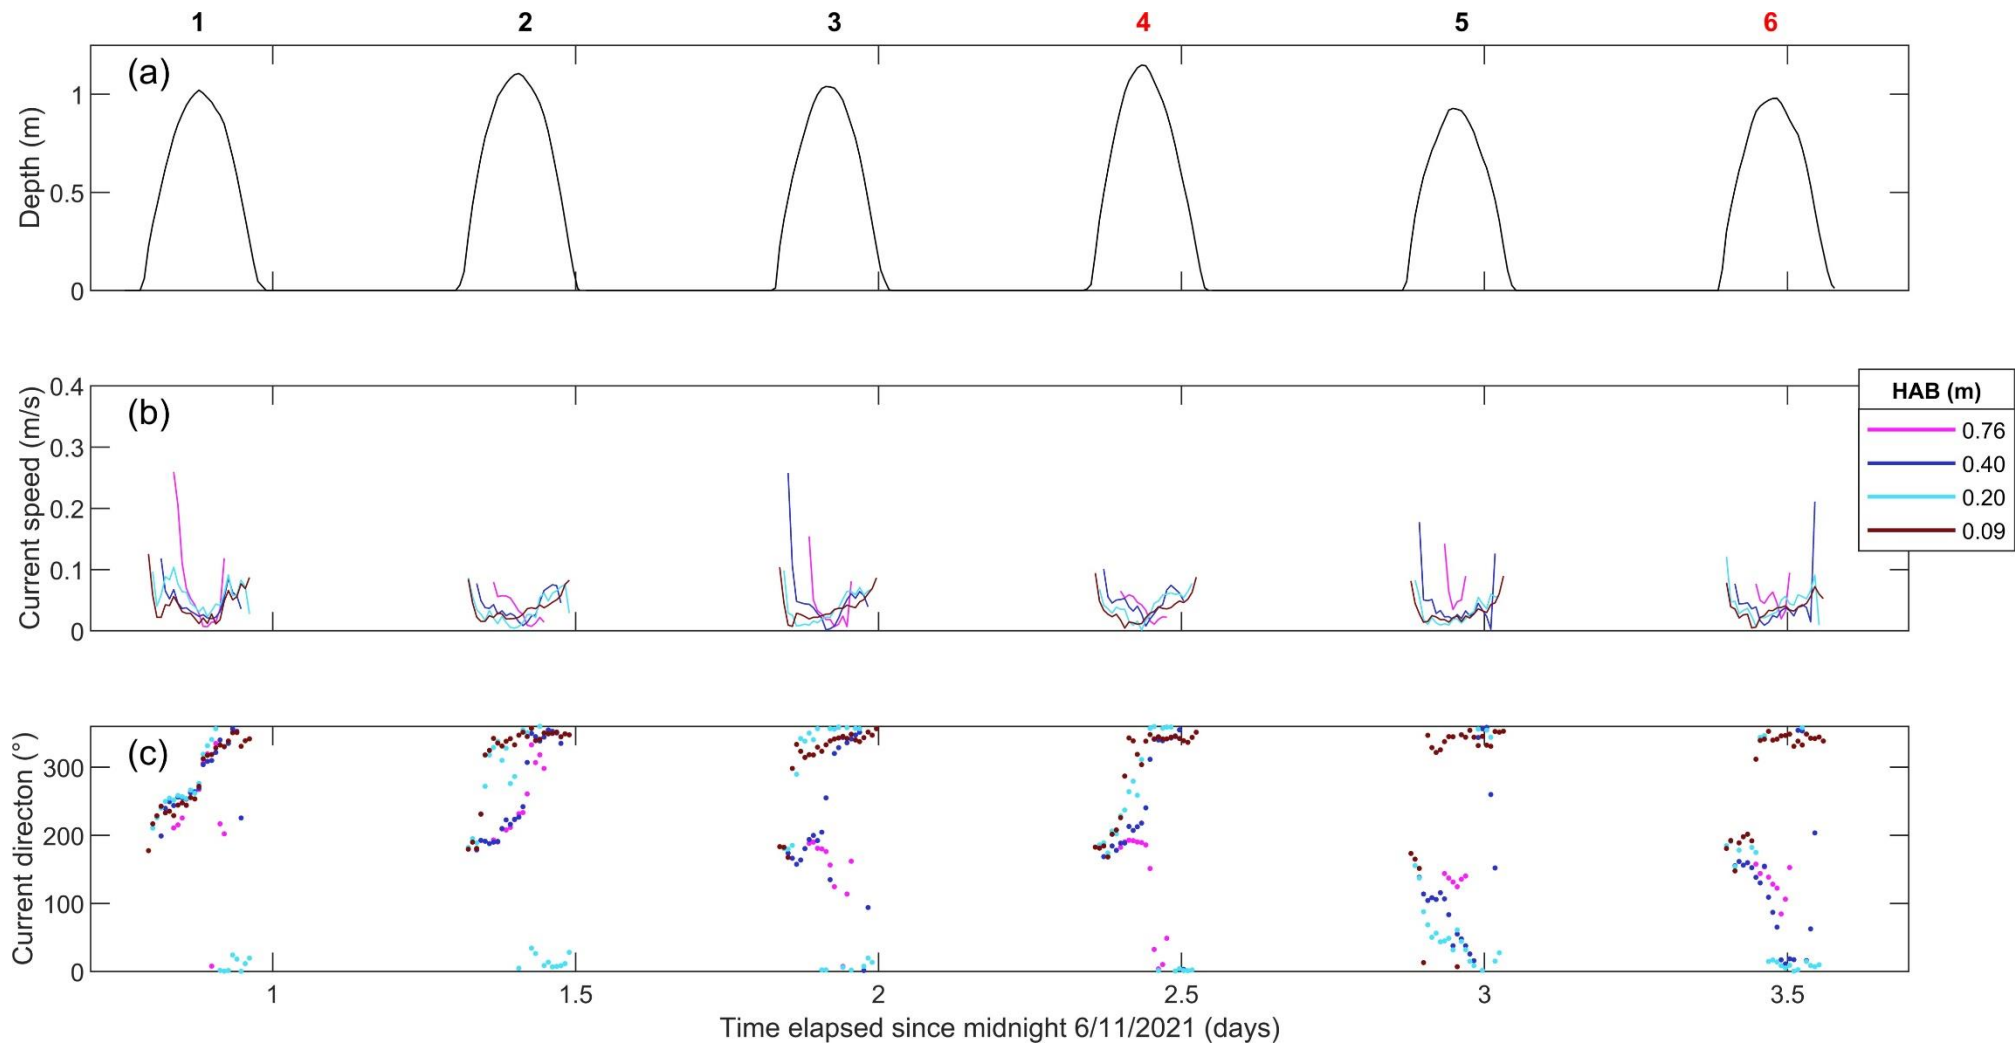 1 2 3 4 5 6
(a)
Depth (m)
1
0.5
0
(b)
Current speed (m/s)
0.4
0.3
0.2
0.1
0
HAB (m)
0.76
0.40
0.20
0.09
(c)
Current directon (°)
300
200
100
0
1 1.5 2 2.5 3 3.5
Time elapsed since midnight 6/11/2021 (days)